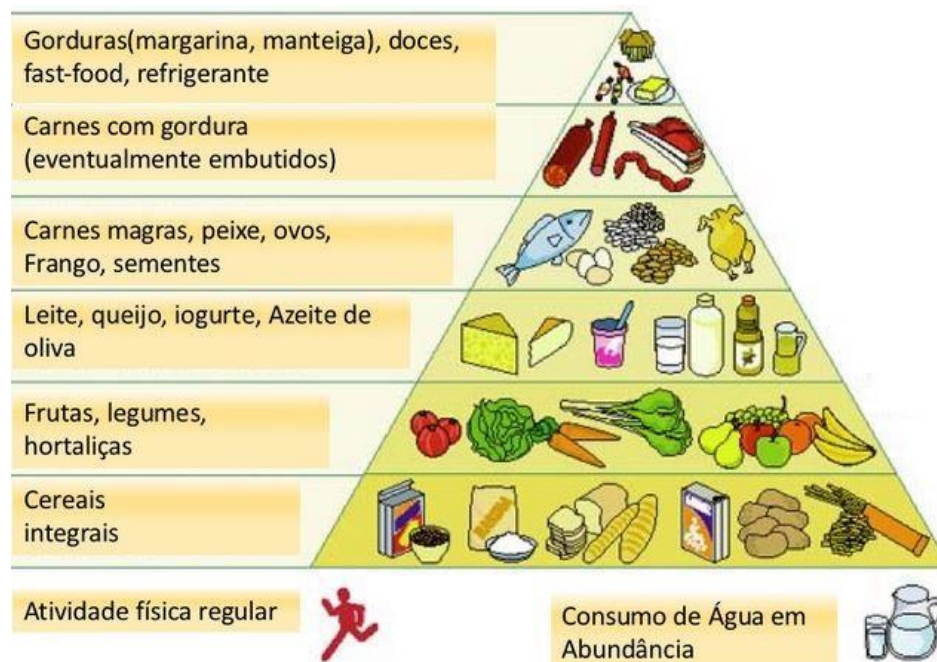 Gorduras(margarina, manteiga), doces,
fast-food, refrigerante
Carnes com gordura
(eventualmente embutidos)
Carnes magras, peixe, ovos,
Frango, sementes
Leite, queijo, iogurte, Azeite de
oliva
Frutas, legumes,
hortaliças
Cereais
integrais
Atividade física regular
Consumo de Água em
Abundância